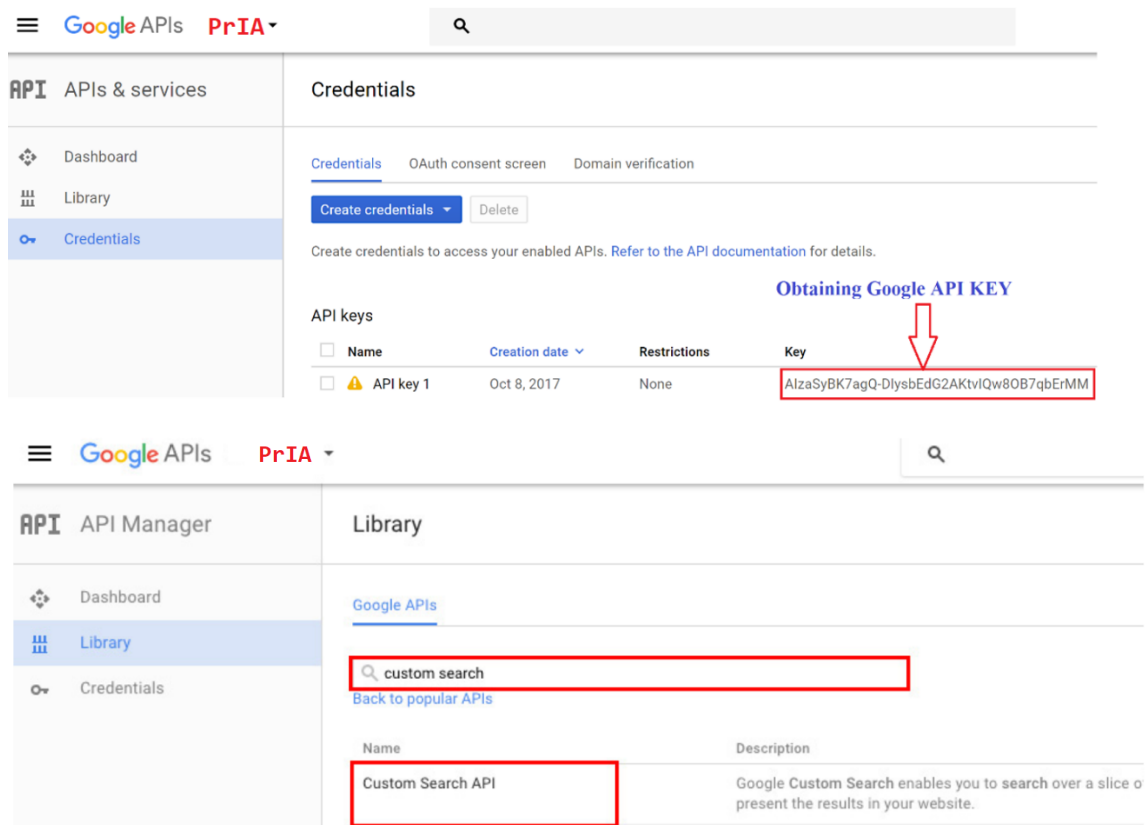 Google APIs PrIA
API APIs & services
Credentials
Dashboard
Library
Credentials
Credentials OAuth consent screen Domain verification
Create credentials Delete
Create credentials to access your enabled APIs. Refer to the API documentation for details.
Obtaining Google API KEY
API keys
Name Creation date Restrictions Key
API key 1 Oct 8, 2017 None AIzaSyBK7agQ-DIysbEdG2AKtvIQw8OB7qbErMM
Google APIs PrIA
API API Manager
Library
Dashboard
Library
Credentials
Google APIs
custom search
Back to popular APIs
Name Description
Custom Search API Google Custom Search enables you to search over a slice o
present the results in your website.